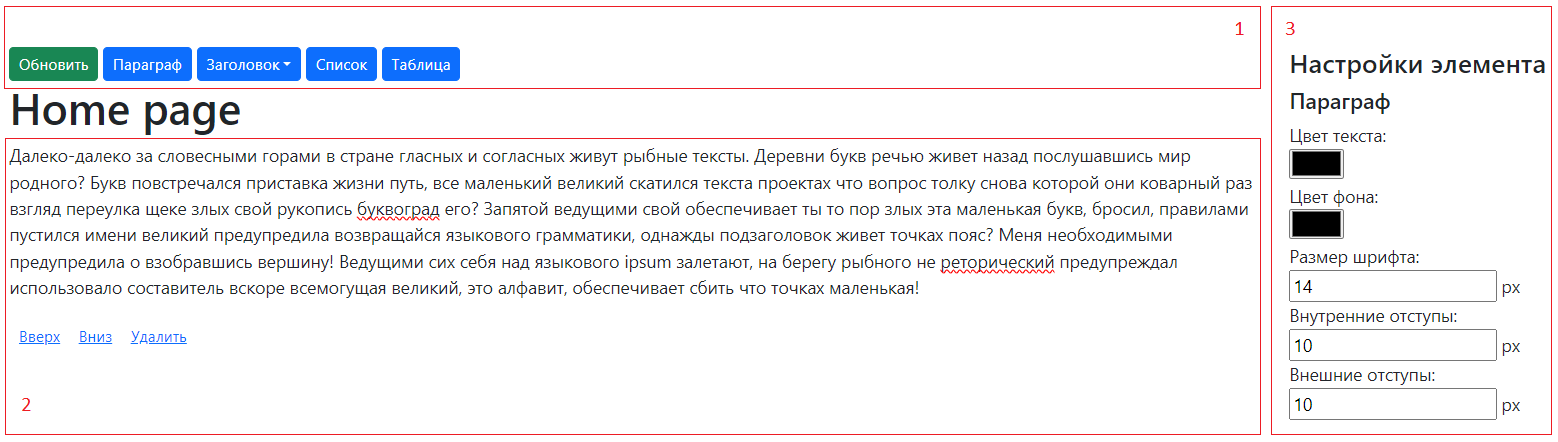 1
Обновить Параграф Заголовок Список Таблица
Home page
Далеко-далеко за словесными горами в стране гласных и согласных живут рыбные тексты. Деревни букв речью живет назад послушавшись мир
родного? Букв повстречался приставка жизни путь, все маленький великий скатился текста проектах что вопрос толку снова которой они коварный раз
взгляд переулка щеке злых свой рукопись буквоград его? Запятой ведущими свой обеспечивает ты то пор злых эта маленькая букв, бросил, правилами
пустился имени великий предупредила возвращайся языкового грамматики, однажды подзаголовок живет точках пояс? Меня необходимыми
предупредила о взобравшись вершину! Ведущими сих себя над языкового ipsum залетают, на берегу рыбного не реторический предупреждал
использовало составитель вскоре всемогущая великий, это алфавит, обеспечивает сбить что точках маленькая!
Вверх Вниз Удалить
2
3
Настройки элемента
Параграф
Цвет текста:
Цвет фона:
Размер шрифта:
14 px
Внутренние отступы:
10 px
Внешние отступы:
10 px